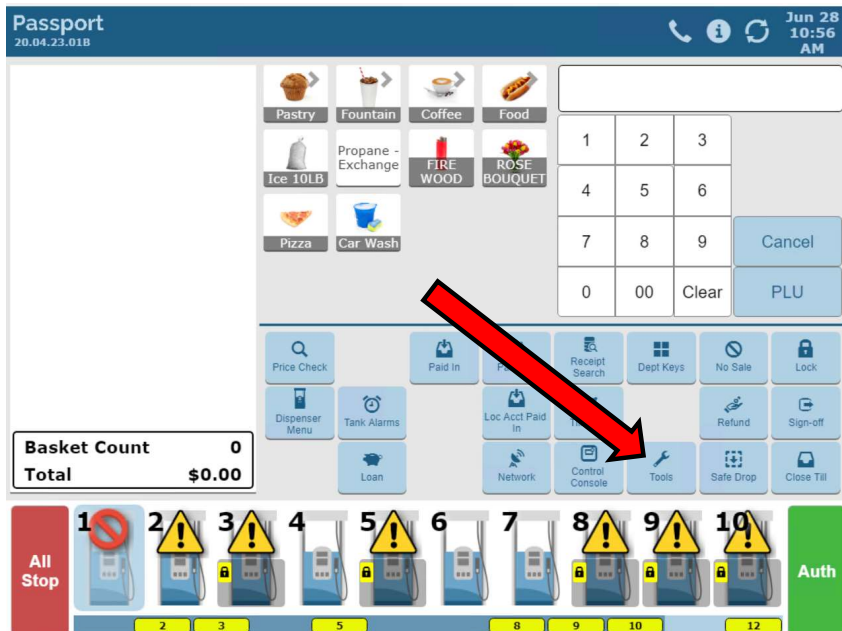 Passport
20.04.23.01B
Jun 28
10:56
AM
Pastry
Fountain
Coffee
Food
Ice 10LB
Propane -
Exchange
FIRE
WOOD
ROSE
BOUQUET
Pizza
Car Wash
1
2
3
4
5
6
7
8
9
Cancel
0
00
Clear
PLU
Price Check
Paid In
Receipt
Search
Dept Keys
No Sale
Lock
Dispenser
Menu
Tank Alarms
Loc Acct Paid
In
Refund
Sign-off
Loan
Network
Control
Console
Tools
Safe Drop
Close Till
Basket Count 0
Total $0.00
All
Stop
1
2
3
4
5
6
7
8
9
10
Auth
2
3
5
8
9
10
12